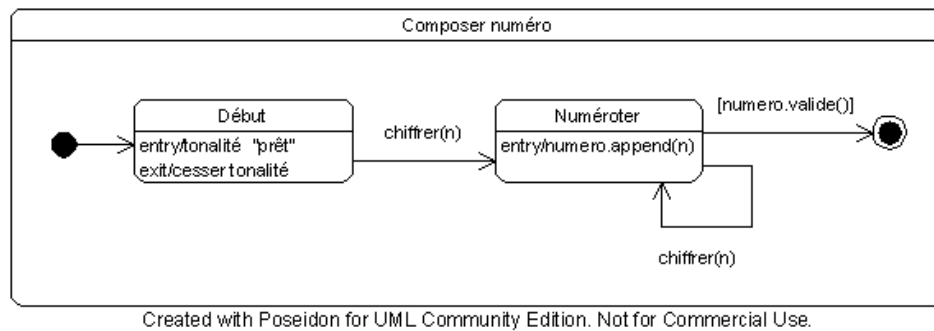 Composer numéro
Début
entry/tonalité "prêt"
exit/cesser tonalité
chiffrer(n)
Numéroter
entry/numero.append(n)
[numero.valide()]
chiffrer(n)
Created with Poseidon for UML Community Edition. Not for Commercial Use.